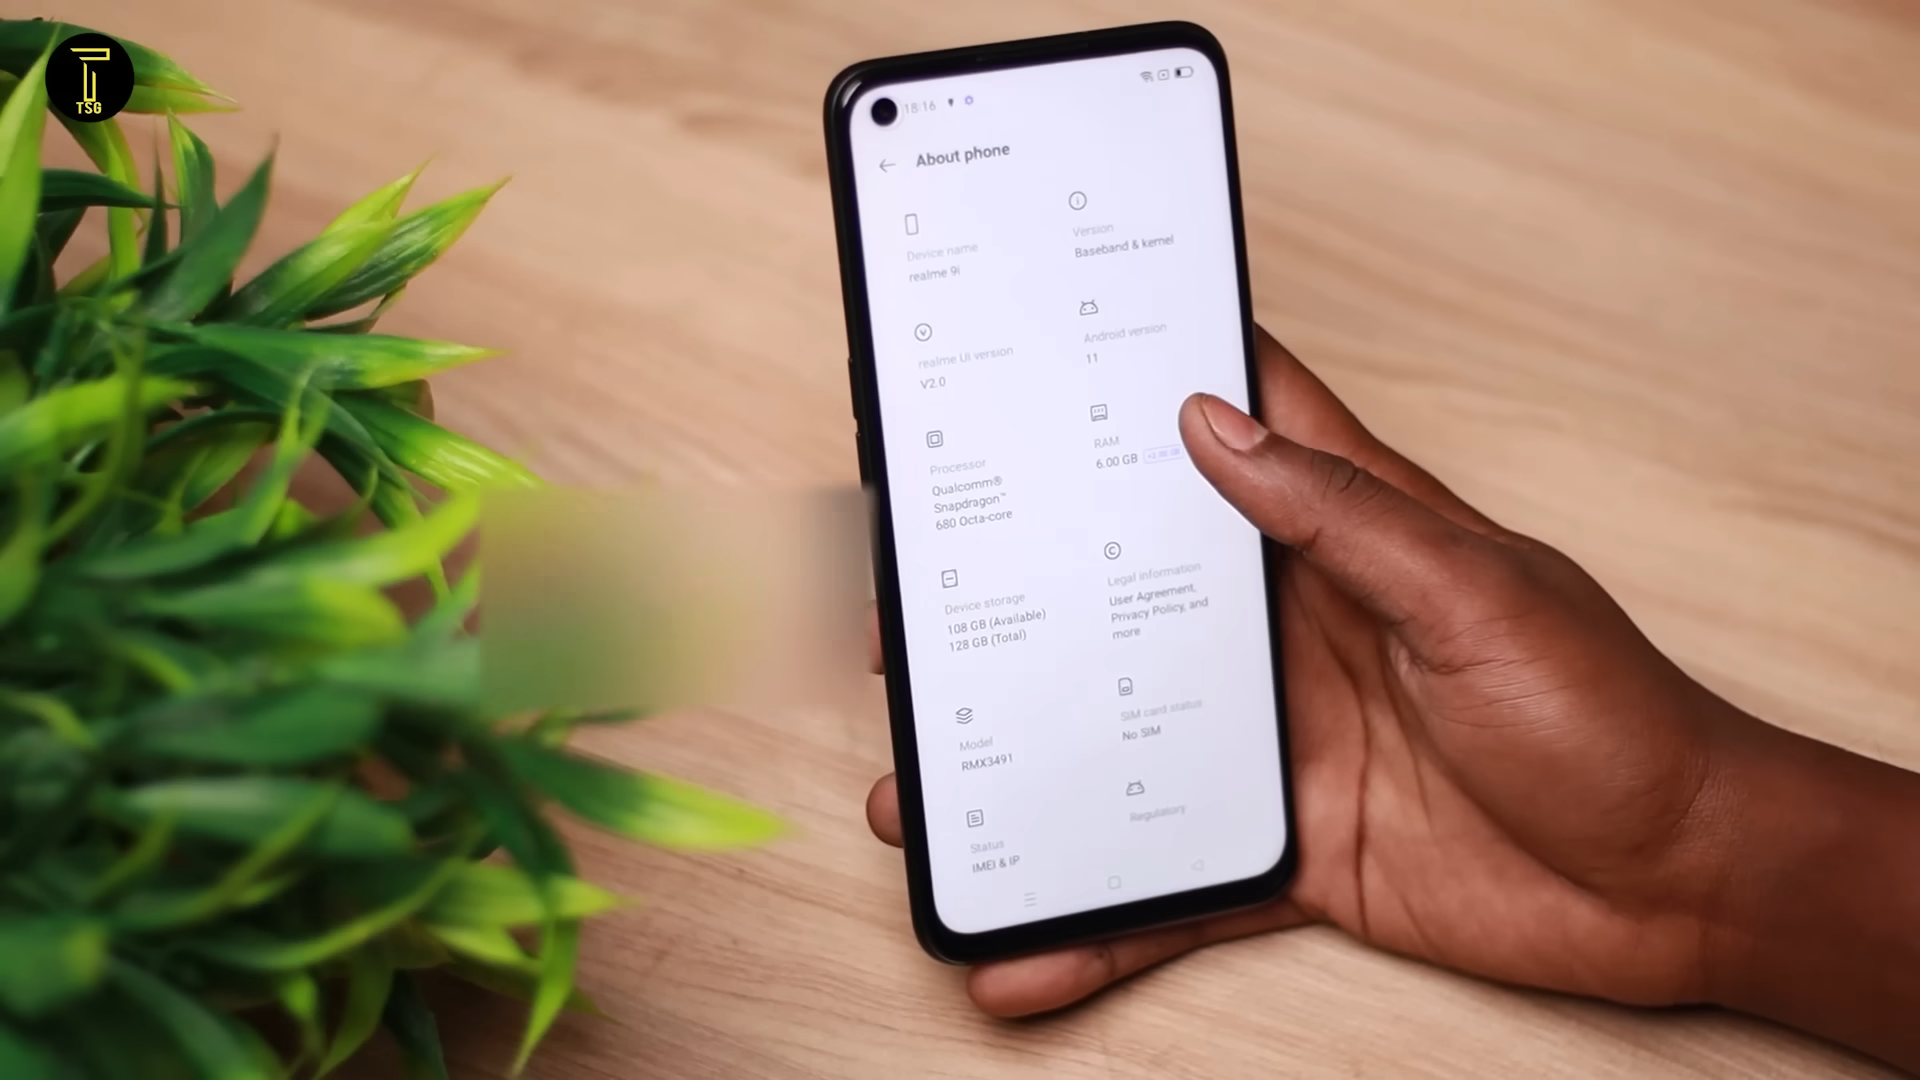 TSG
18:16
About phone
Device name
realme 9i
Version
Baseband & kernel
realme UI version
V2.0
Android version
11
Processor
Qualcomm®
Snapdragon™
680 Octa-core
RAM
6.00 GB
Device storage
108 GB (Available)
128 GB (Total)
Legal information
User Agreement,
Privacy Policy, and
more
Model
RMX3491
SIM card status
No SIM
Status
IMEI & IP
Regulatory